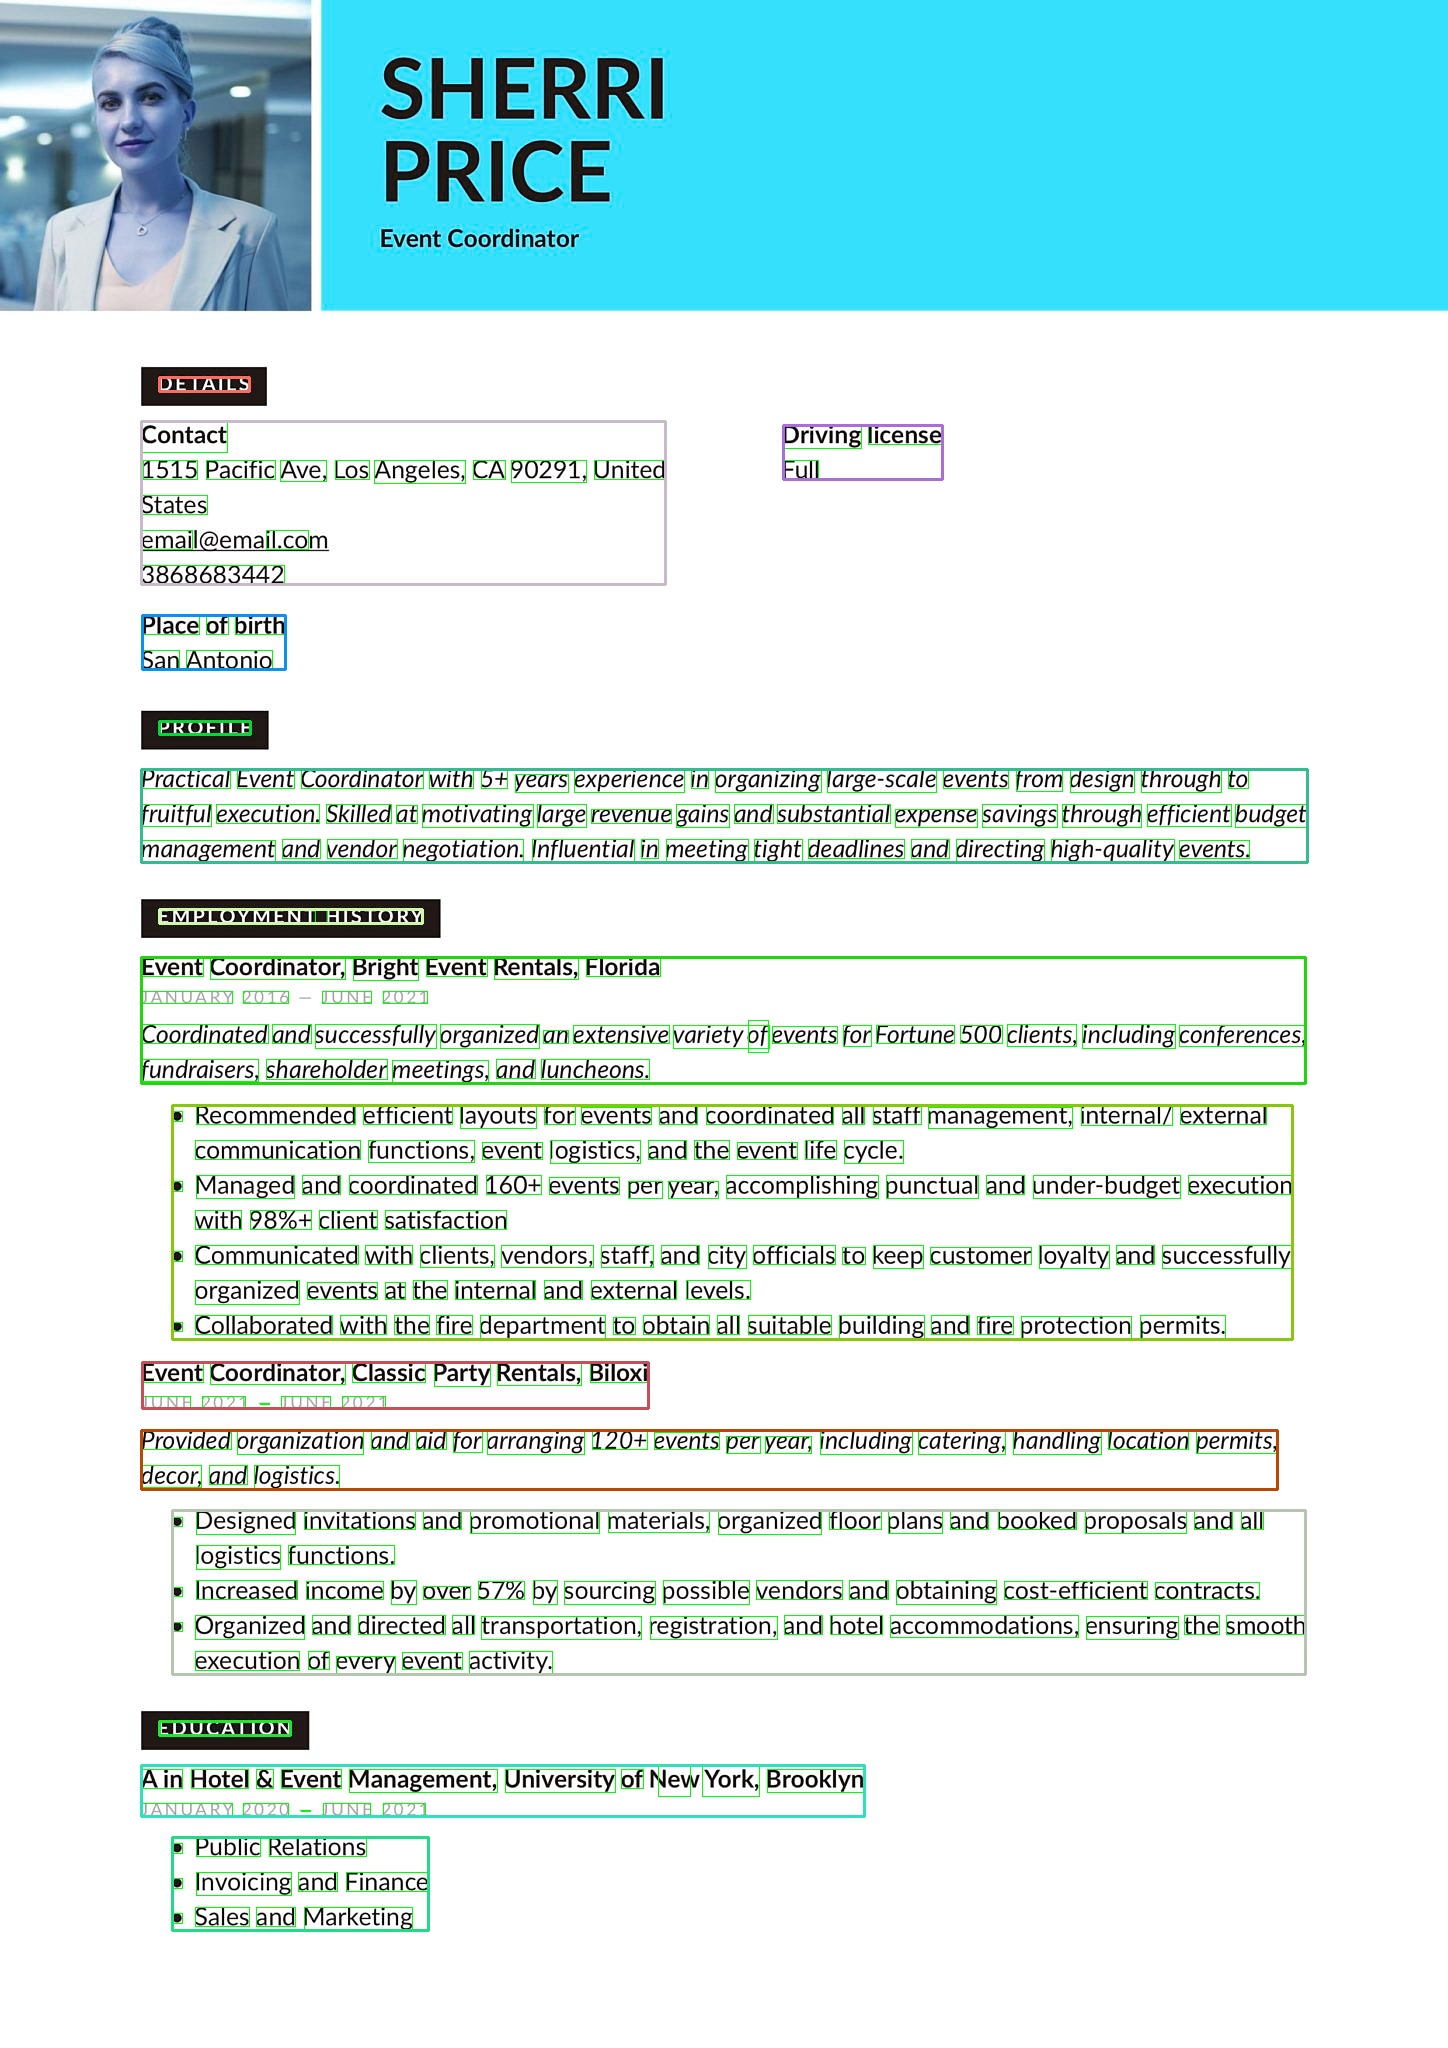 SHERRI
PRICE
Event Coordinator
DETAILS
Contact
1515 Pacific Ave, Los Angeles, CA 90291, United
States
email@email.com
3868683442
Driving license
Full
Place of birth
San Antonio
PROFILE
Practical Event Coordinator with 5+ years experience in organizing large-scale events from design through to
fruitful execution. Skilled at motivating large revenue gains and substantial expense savings through efficient budget
management and vendor negotiation. Influential in meeting tight deadlines and directing high-quality events.
EMPLOYMENT HISTORY
Event Coordinator, Bright Event Rentals, Florida
JANUARY 2016 — JUNE 2021
Coordinated and successfully organized an extensive variety of events for Fortune 500 clients, including conferences,
fundraisers, shareholder meetings, and luncheons.
• Recommended efficient layouts for events and coordinated all staff management, internal/ external
communication functions, event logistics, and the event life cycle.
• Managed and coordinated 160+ events per year, accomplishing punctual and under-budget execution
with 98%+ client satisfaction
• Communicated with clients, vendors, staff, and city officials to keep customer loyalty and successfully
organized events at the internal and external levels.
• Collaborated with the fire department to obtain all suitable building and fire protection permits.
Event Coordinator, Classic Party Rentals, Biloxi
JUNE 2021 — JUNE 2021
Provided organization and aid for arranging 120+ events per year, including catering, handling location permits,
decor, and logistics.
• Designed invitations and promotional materials, organized floor plans and booked proposals and all
logistics functions.
• Increased income by over 57% by sourcing possible vendors and obtaining cost-efficient contracts.
• Organized and directed all transportation, registration, and hotel accommodations, ensuring the smooth
execution of every event activity.
EDUCATION
A in Hotel & Event Management, University of New York, Brooklyn
JANUARY 2020 — JUNE 2021
• Public Relations
• Invoicing and Finance
• Sales and Marketing